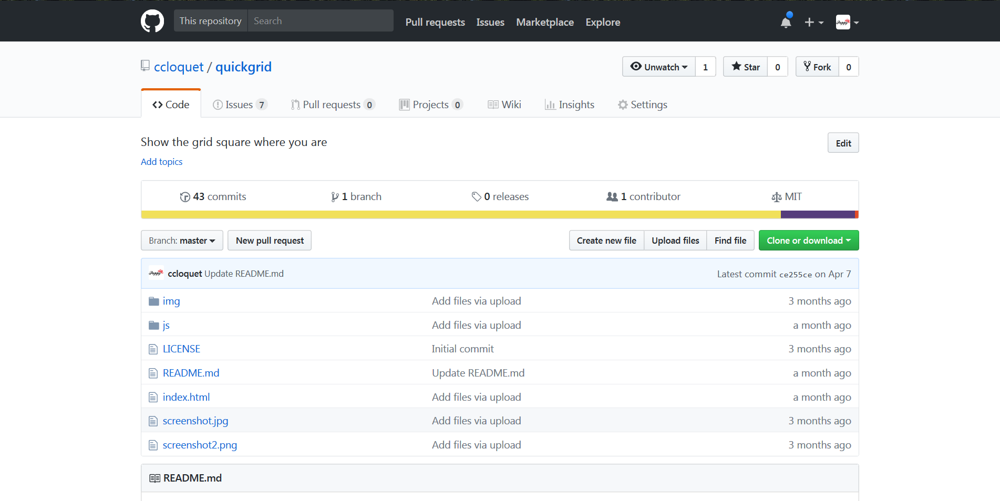 This repository Search Pull requests Issues Marketplace Explore
ccloquet / quickgrid Unwatch 1 Star 0 Fork 0
Code Issues 7 Pull requests 0 Projects 0 Wiki Insights Settings
Show the grid square where you are Edit
Add topics
43 commits 1 branch 0 releases 1 contributor MIT
Branch: master New pull request Create new file Upload files Find file Clone or download
ccloquet Update README.md Latest commit ce255ce on Apr 7
img Add files via upload 3 months ago
js Add files via upload a month ago
LICENSE Initial commit 3 months ago
README.md Update README.md a month ago
index.html Add files via upload a month ago
screenshot.jpg Add files via upload 3 months ago
screenshot2.png Add files via upload 3 months ago
README.md